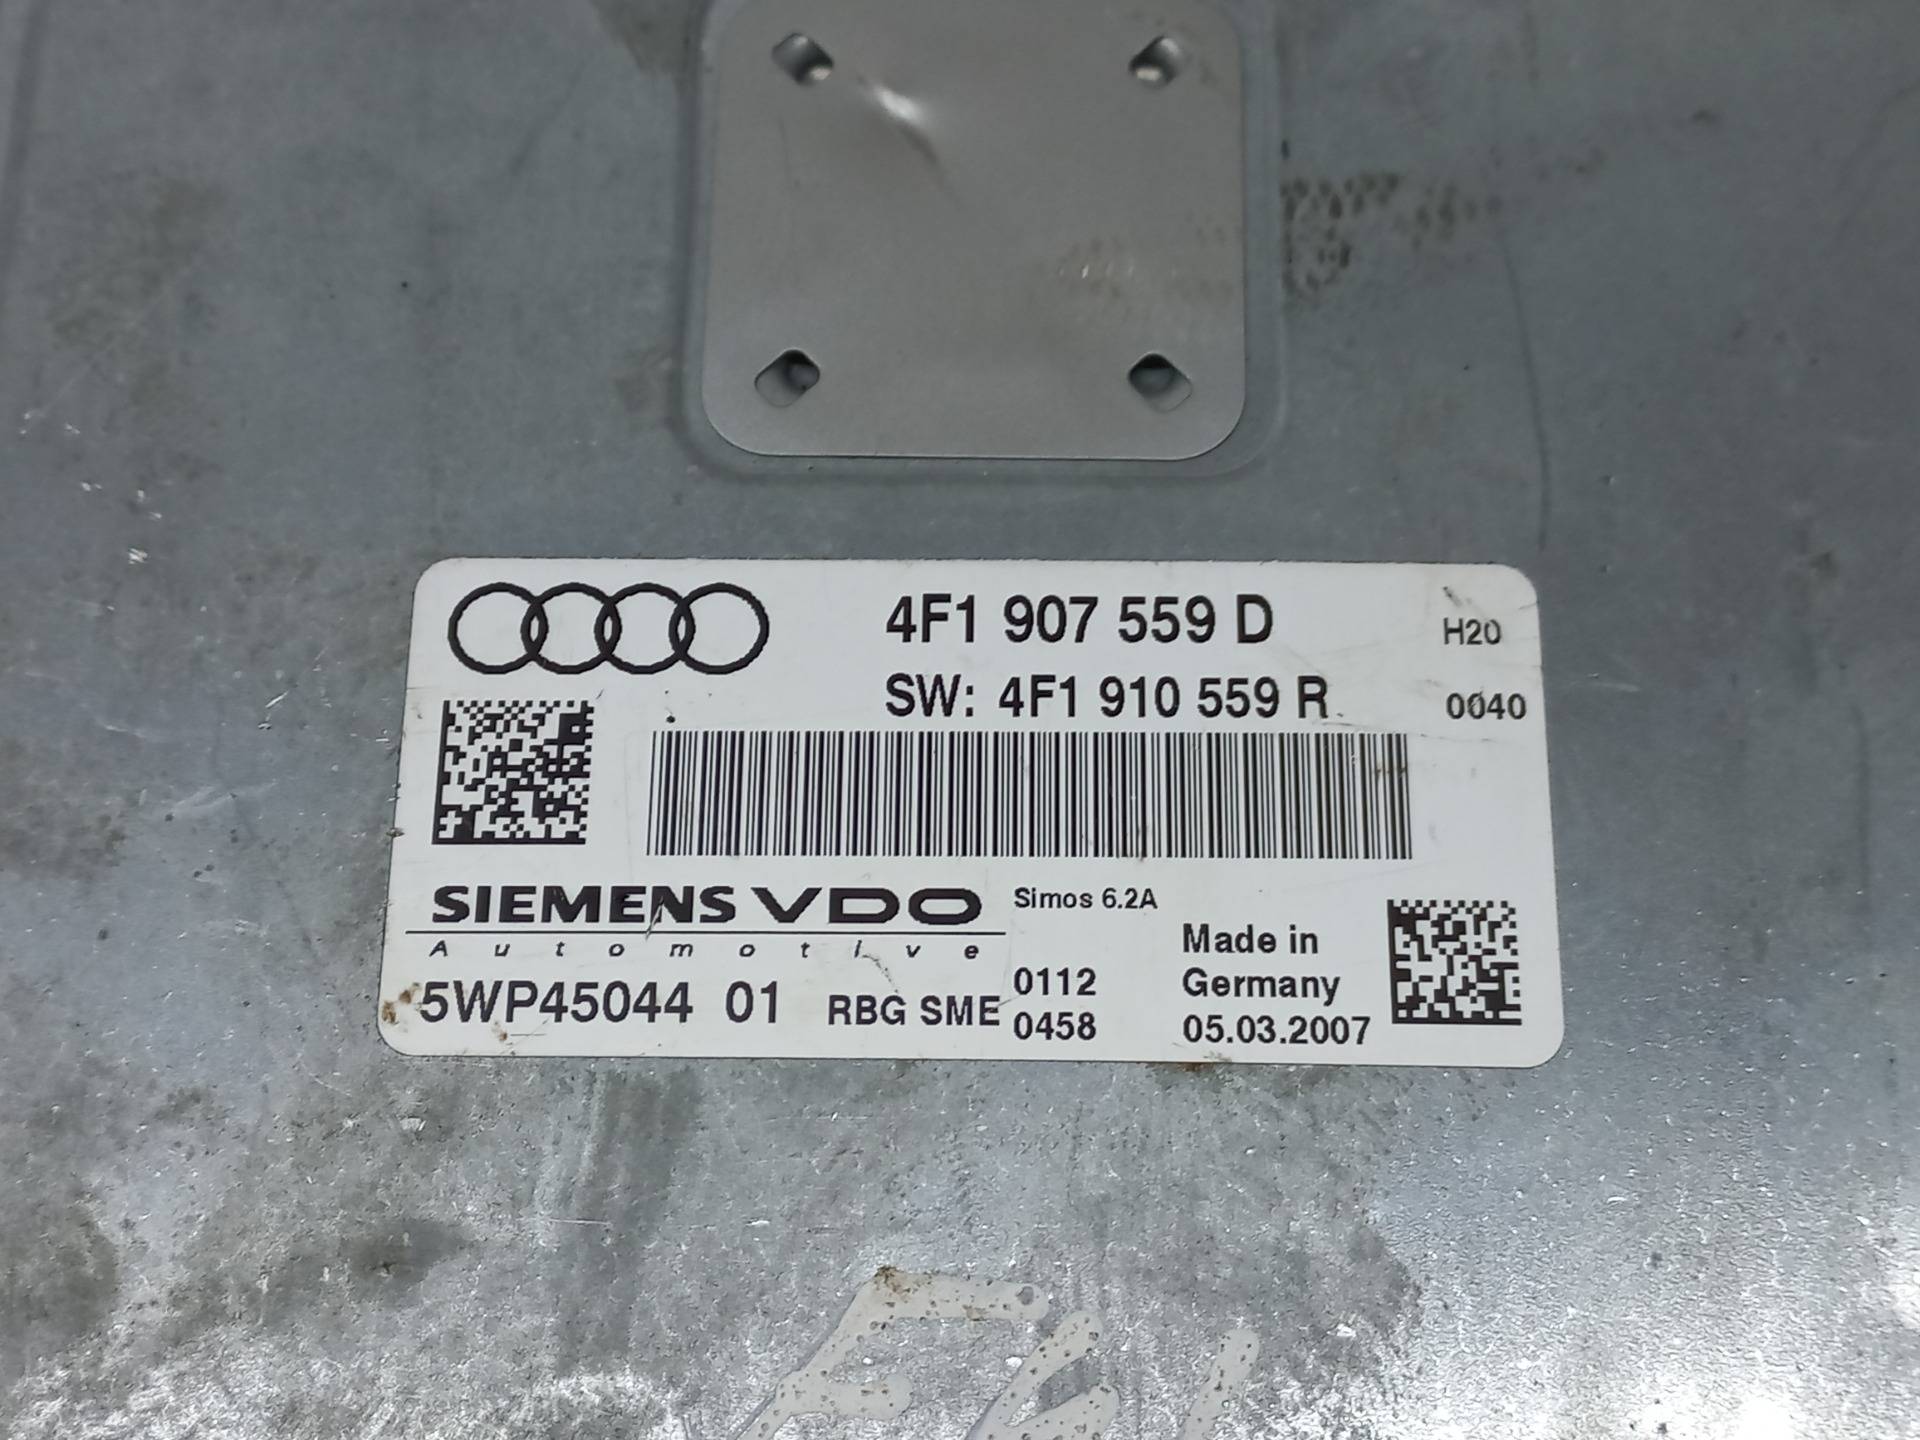 4F1 907 559 D H20
SW: 4F1 910 559 R 0040
SIEMENS VDO Simos 6.2A
Automotive
Made in
Germany
05.03.2007
5WP45044 01 RBG SME
0112
0458